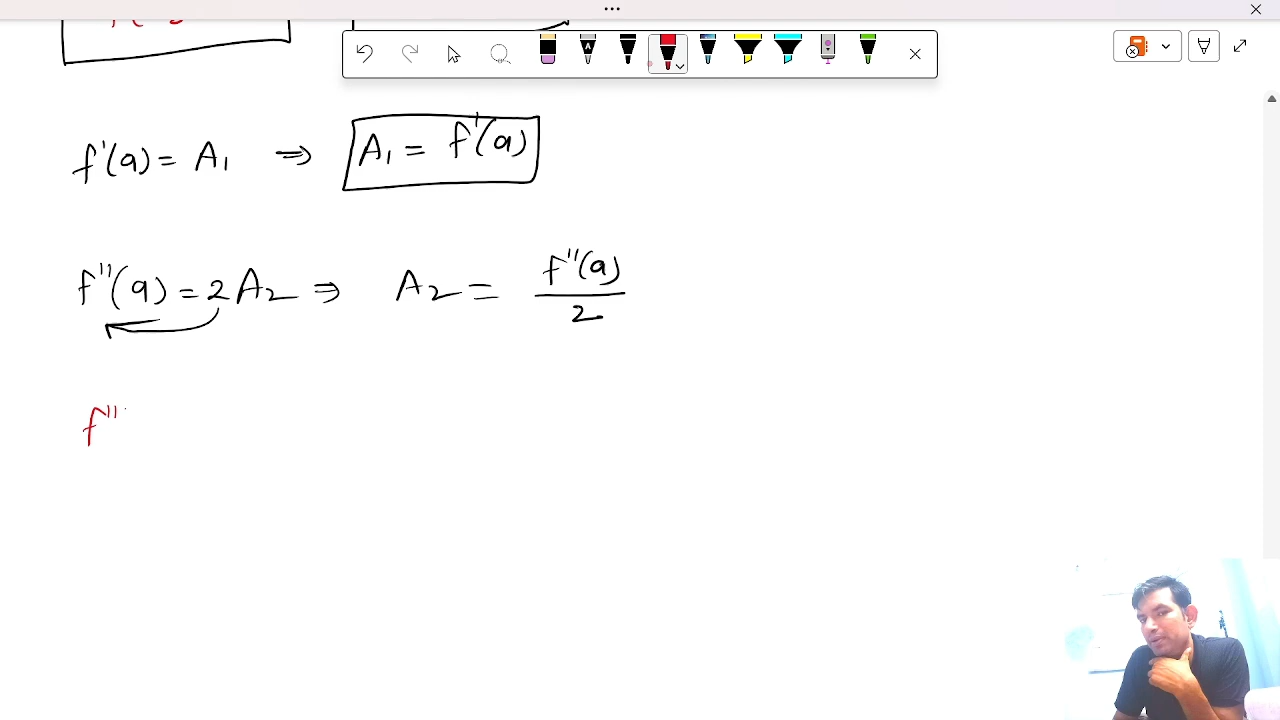 f'(a) = A₁ ⇒ A₁ = f'(a)
f''(a) = 2A₂ ⇒ A₂ = f''(a)/2
f''